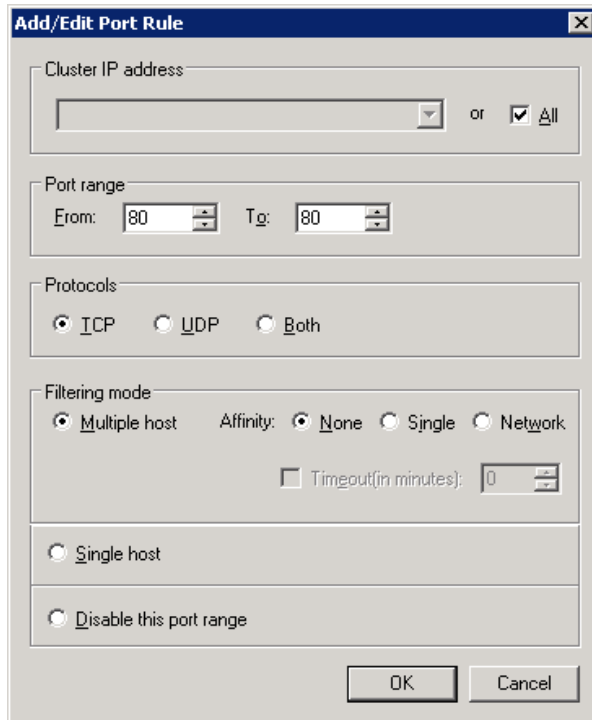 Add/Edit Port Rule
Cluster IP address
or All
Port range
From: 80 To: 80
Protocols
TCP UDP Both
Filtering mode
Multiple host Affinity: None Single Network
Timeout(in minutes): 0
Single host
Disable this port range
OK Cancel